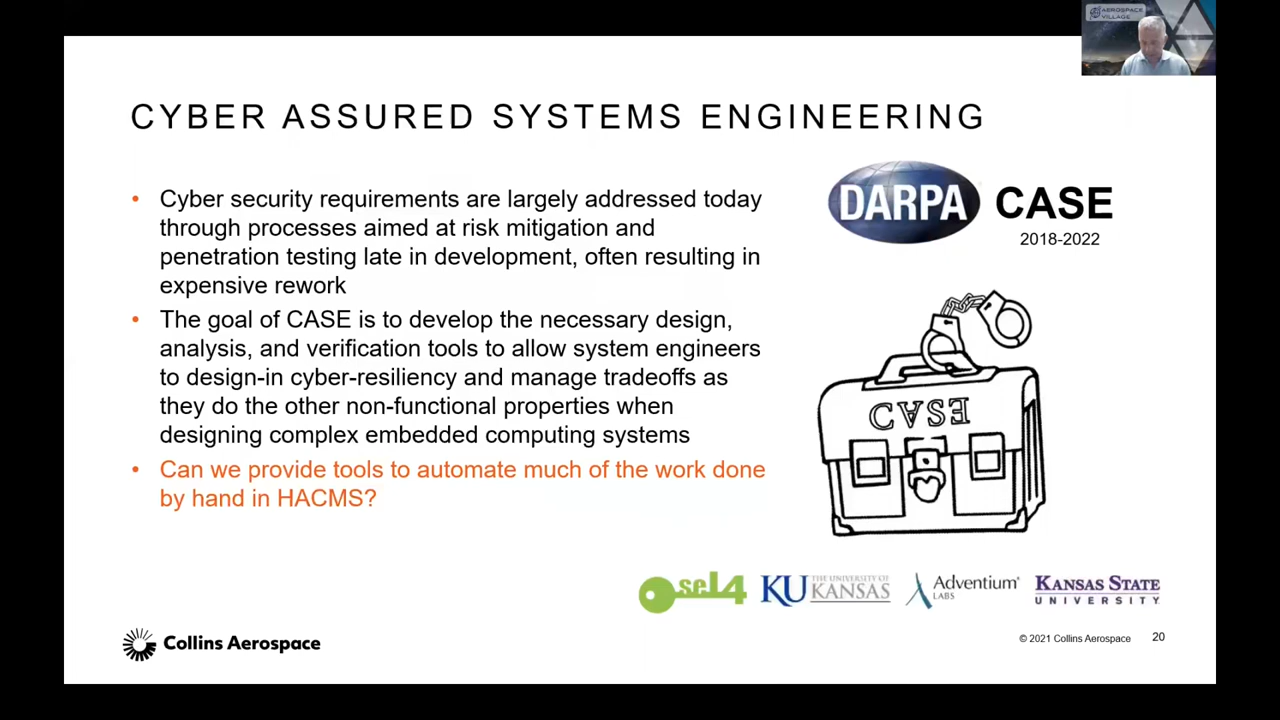 AEROSPACE
VILLAGE
CYBER ASSURED SYSTEMS ENGINEERING
• Cyber security requirements are largely addressed today
through processes aimed at risk mitigation and
penetration testing late in development, often resulting in
expensive rework
• The goal of CASE is to develop the necessary design,
analysis, and verification tools to allow system engineers
to design-in cyber-resiliency and manage tradeoffs as
they do the other non-functional properties when
designing complex embedded computing systems
• Can we provide tools to automate much of the work done
by hand in HACMS?
DARPA CASE
2018-2022
CASE
seL4
KU THE UNIVERSITY OF
KANSAS
Adventium
LABS
KANSAS STATE
UNIVERSITY
Collins Aerospace
© 2021 Collins Aerospace 20